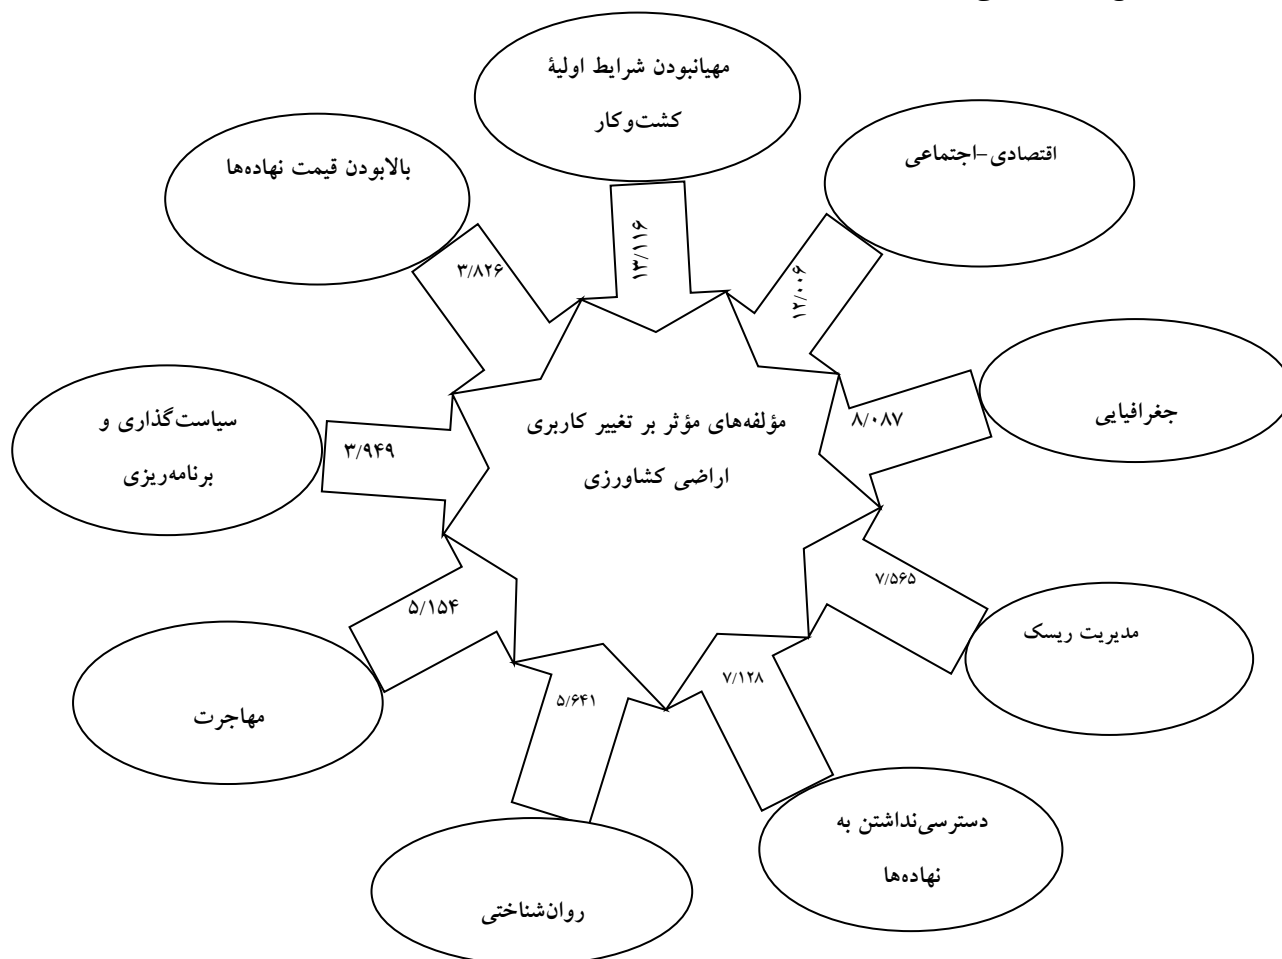 مهیانبودن شرایط اولیهٔ
کشت‌وکار
۱۳/۱۱۶
اقتصادی-اجتماعی
۱۲/۰۰۶
جغرافیایی
۸/۰۸۷
مدیریت ریسک
۷/۵۶۵
دسترسی‌نداشتن به
نهاده‌ها
۷/۱۲۸
روان‌شناختی
۵/۶۴۱
مهاجرت
۵/۱۵۴
سیاست‌گذاری و
برنامه‌ریزی
۳/۹۴۹
بالابودن قیمت نهاده‌ها
۳/۸۲۶
مؤلفه‌های مؤثر بر تغییر کاربری
اراضی کشاورزی